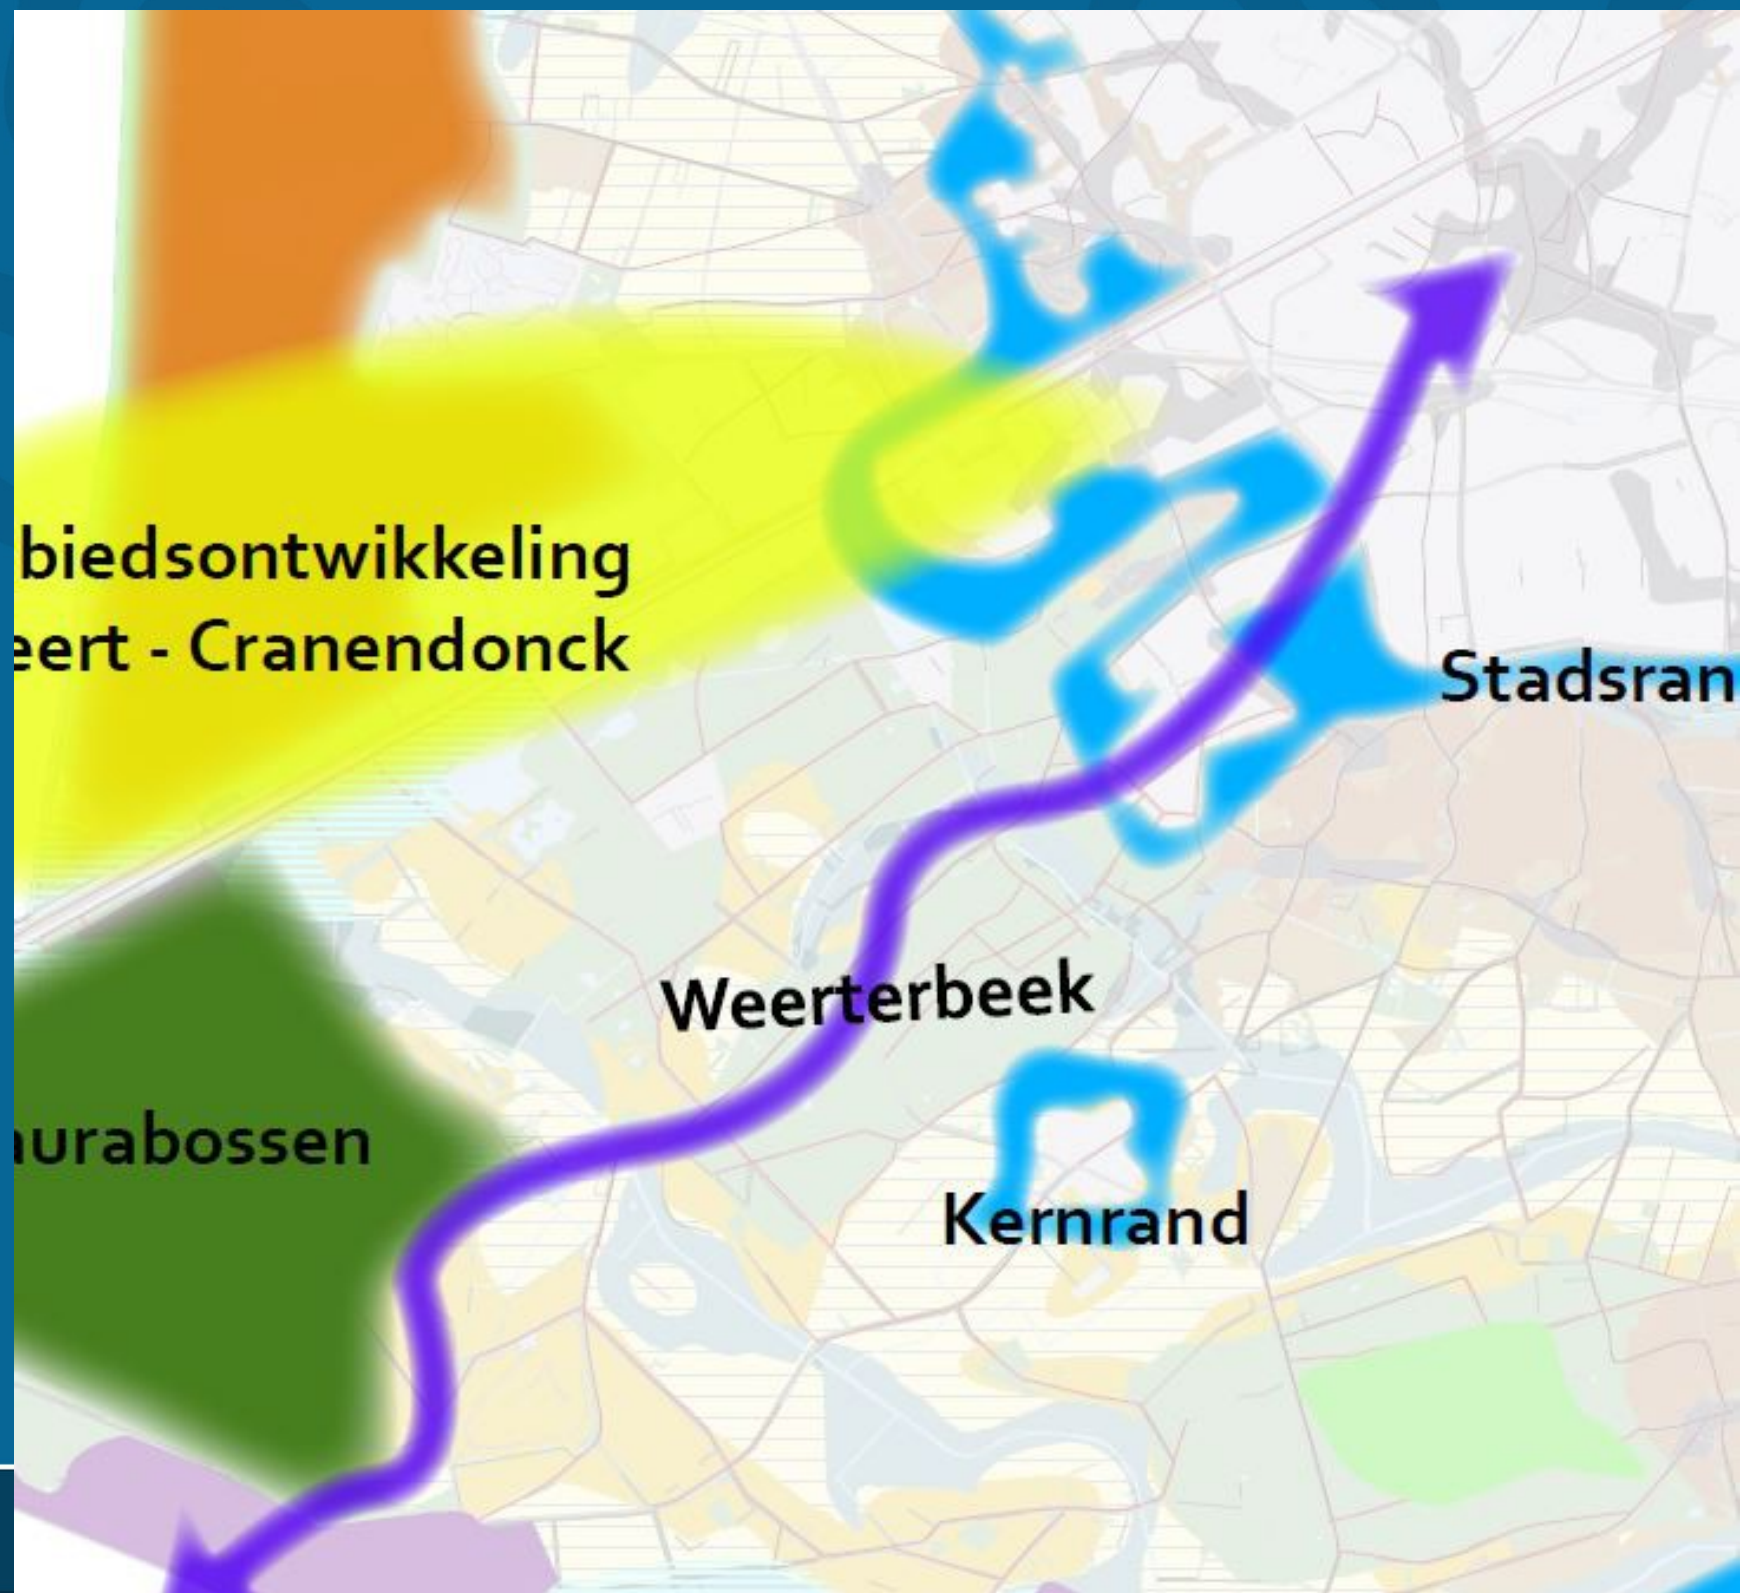 biedsontwikkeling
eert - Cranendonck
Stadsran
Weerterbeek
urabossen
Kernrand